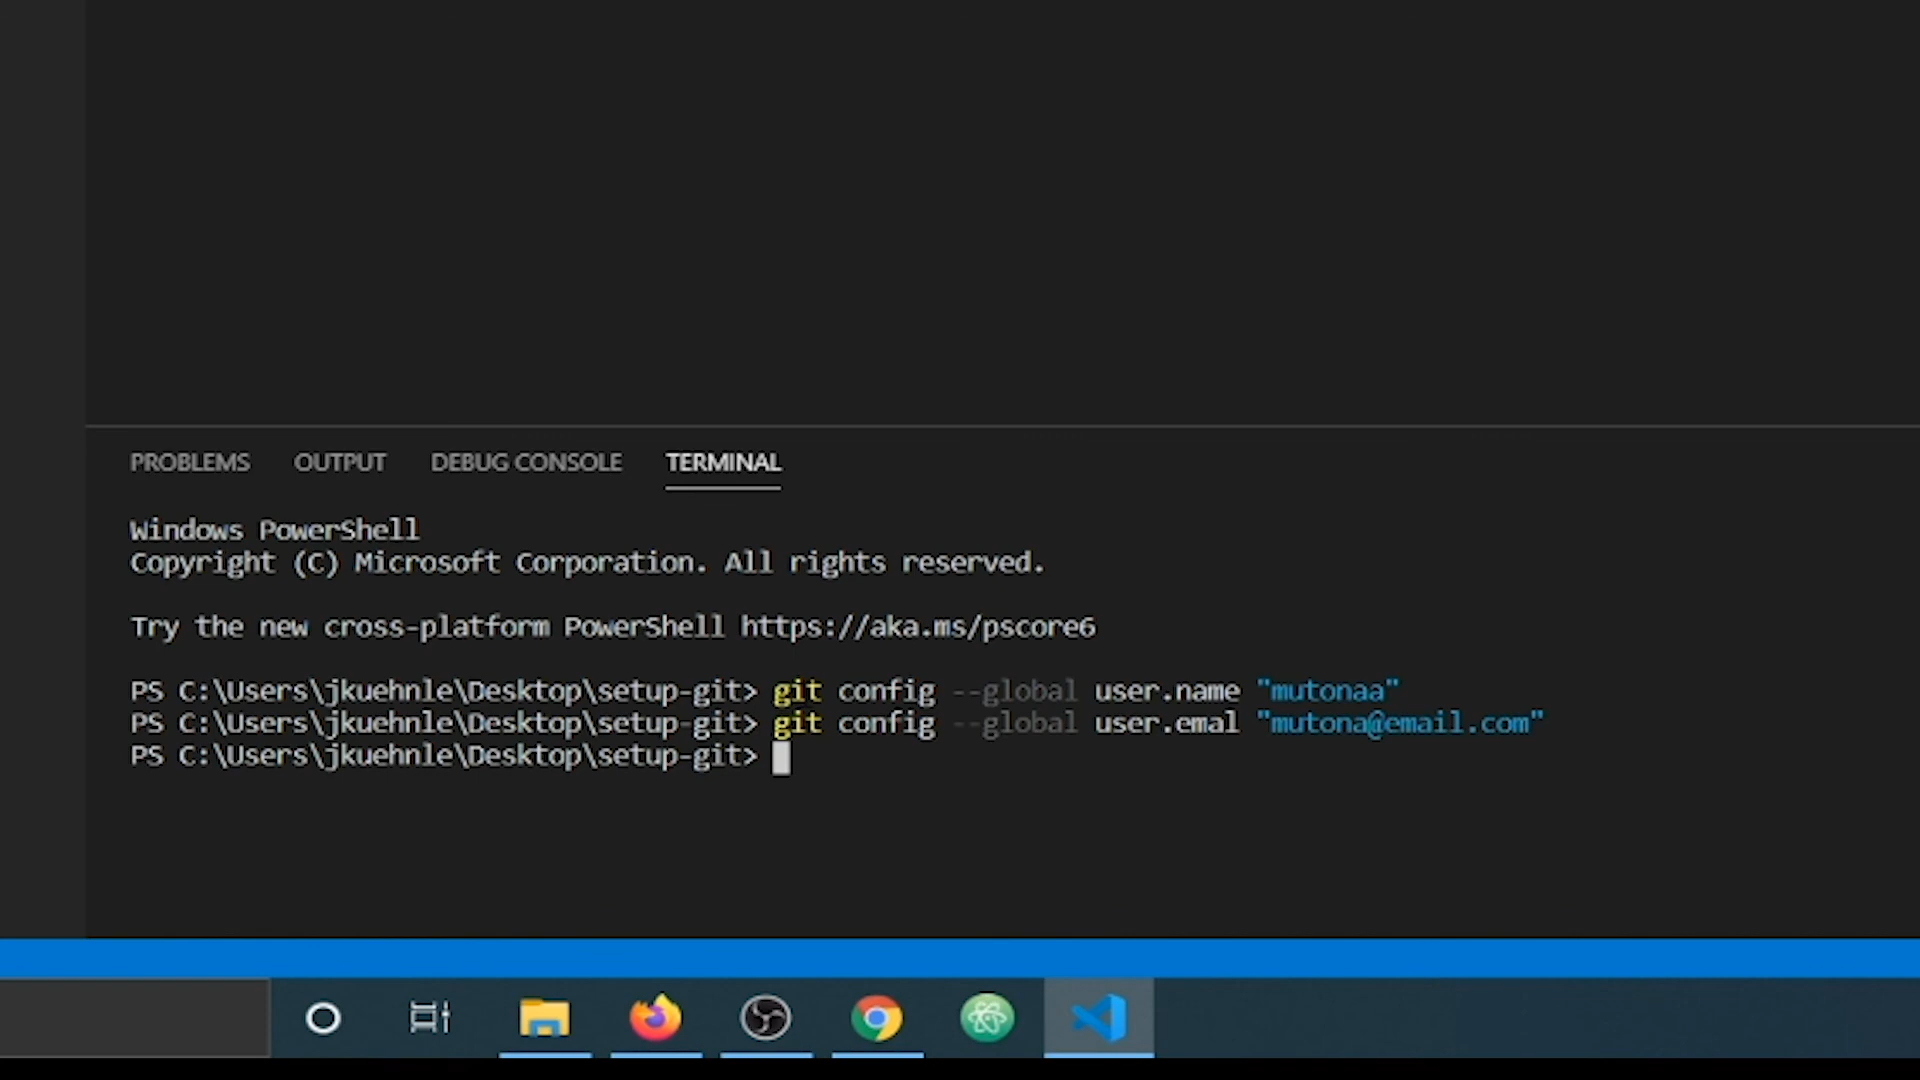 PROBLEMS OUTPUT DEBUG CONSOLE TERMINAL
Windows PowerShell
Copyright (C) Microsoft Corporation. All rights reserved.
Try the new cross-platform PowerShell https://aka.ms/pscore6
PS C:\Users\jkuehnle\Desktop\setup-git> git config --global user.name "mutonaa"
PS C:\Users\jkuehnle\Desktop\setup-git> git config --global user.emal "mutona@email.com"
PS C:\Users\jkuehnle\Desktop\setup-git>